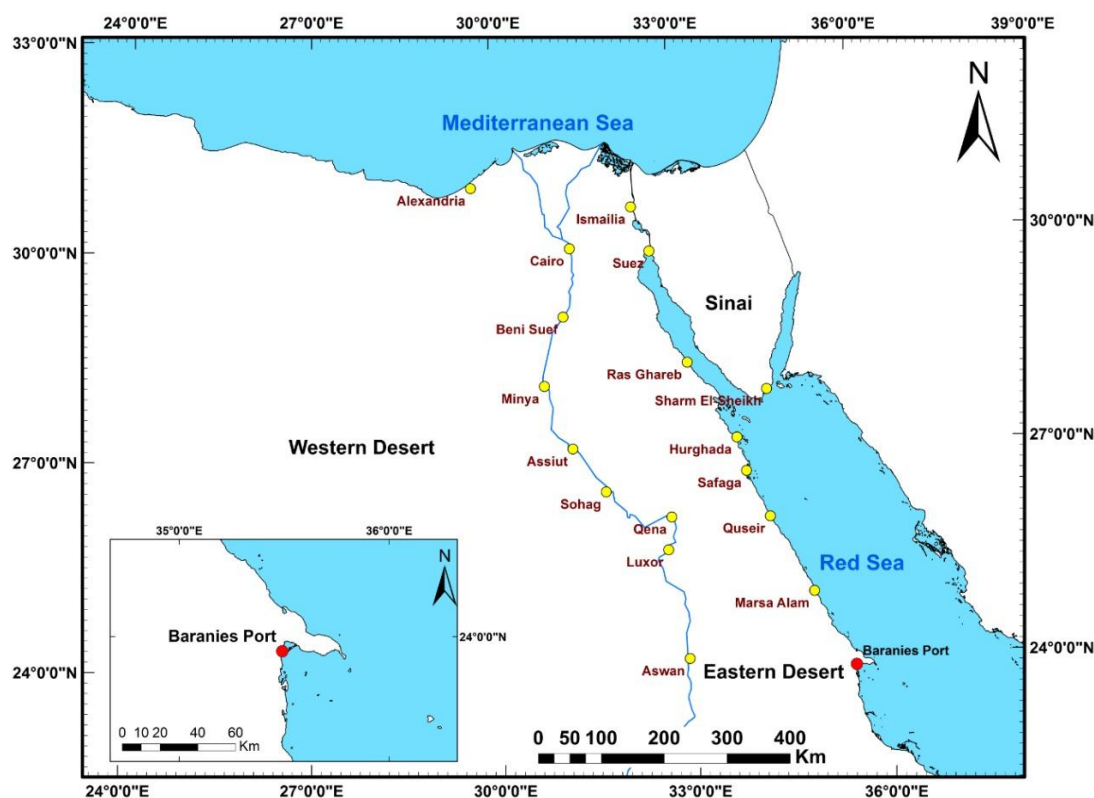 24°0'0"E 27°0'0"E 30°0'0"E 33°0'0"E 36°0'0"E 39°0'0"E
33°0'0"N
N
Mediterranean Sea
Alexandria
Ismailia
30°0'0"N
30°0'0"N
Cairo
Suez
Sinai
Beni Suef
Ras Ghareb
Minya
Sharm El-Sheikh
27°0'0"N
Western Desert
Hurghada
27°0'0"N
Assiut
Safaga
Sohag
Qena
Quseir
Luxor
Red Sea
Marsa Alam
24°0'0"N
Baranies Port
Aswan
Eastern Desert
24°0'0"N
35°0'0"E 36°0'0"E
N
Baranies Port
24°0'0"N
0 10 20 40 60
Km
0 50 100 200 300 400
Km
24°0'0"E 27°0'0"E 30°0'0"E 33°0'0"E 36°0'0"E